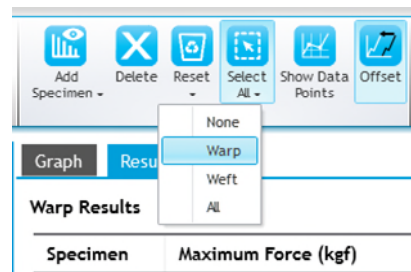 Add Specimen
Delete
Reset
Select All
Show Data Points
Offset
None
Warp
Weft
All
Graph
Warp Results
Specimen Maximum Force (kgf)